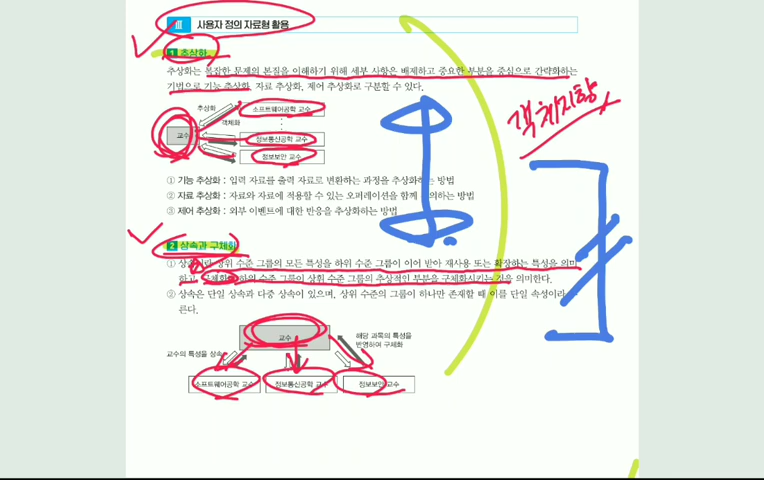 Ⅲ 사용자 정의 자료형 활용
1 추상화
추상화는 복잡한 문제의 본질을 이해하기 위해 세부 사항은 배제하고 중요한 부분을 중심으로 간략화하는
기법으로 기능 추상화, 자료 추상화, 제어 추상화로 구분할 수 있다.
추상화
객체화
교수
소프트웨어공학 교수
정보통신공학 교수
정보보안 교수
객체지향
① 기능 추상화 : 입력 자료를 출력 자료로 변환하는 과정을 추상화하는 방법
② 자료 추상화 : 자료와 자료에 적용할 수 있는 오퍼레이션을 함께 정의하는 방법
③ 제어 추상화 : 외부 이벤트에 대한 반응을 추상화하는 방법
2 상속과 구체화
① 상속이란 상위 수준 그룹의 모든 특성을 하위 수준 그룹이 이어 받아 재사용 또는 확장하는 특성을 의미
하고, 구체화는 하위 수준 그룹이 상위 수준 그룹의 추상적인 부분을 구체화시키는 것을 의미한다.
② 상속은 단일 상속과 다중 상속이 있으며, 상위 수준의 그룹이 하나만 존재할 때 이를 단일 속성이라
른다.
교수
해당 과목의 특성을
반영하여 구체화
교수의 특성을 상속
소프트웨어공학 교수
정보통신공학 교수
정보보안 교수